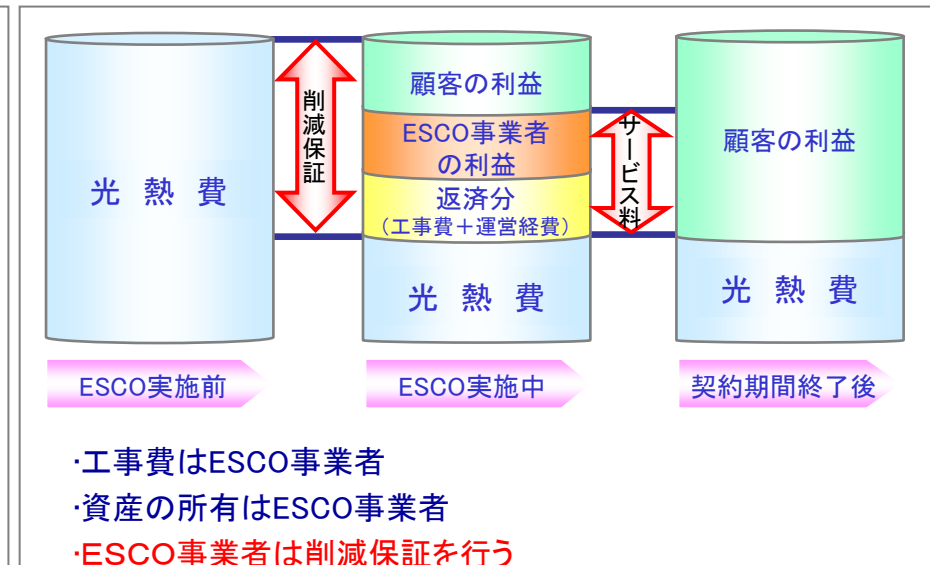 光 熱 費
削減保証
顧客の利益
ESCO事業者
の利益
返済分
(工事費+運営経費)
光 熱 費
サービス料
顧客の利益
光 熱 費
ESCO実施前
ESCO実施中
契約期間終了後
・工事費はESCO事業者
・資産の所有はESCO事業者
・ESCO事業者は削減保証を行う